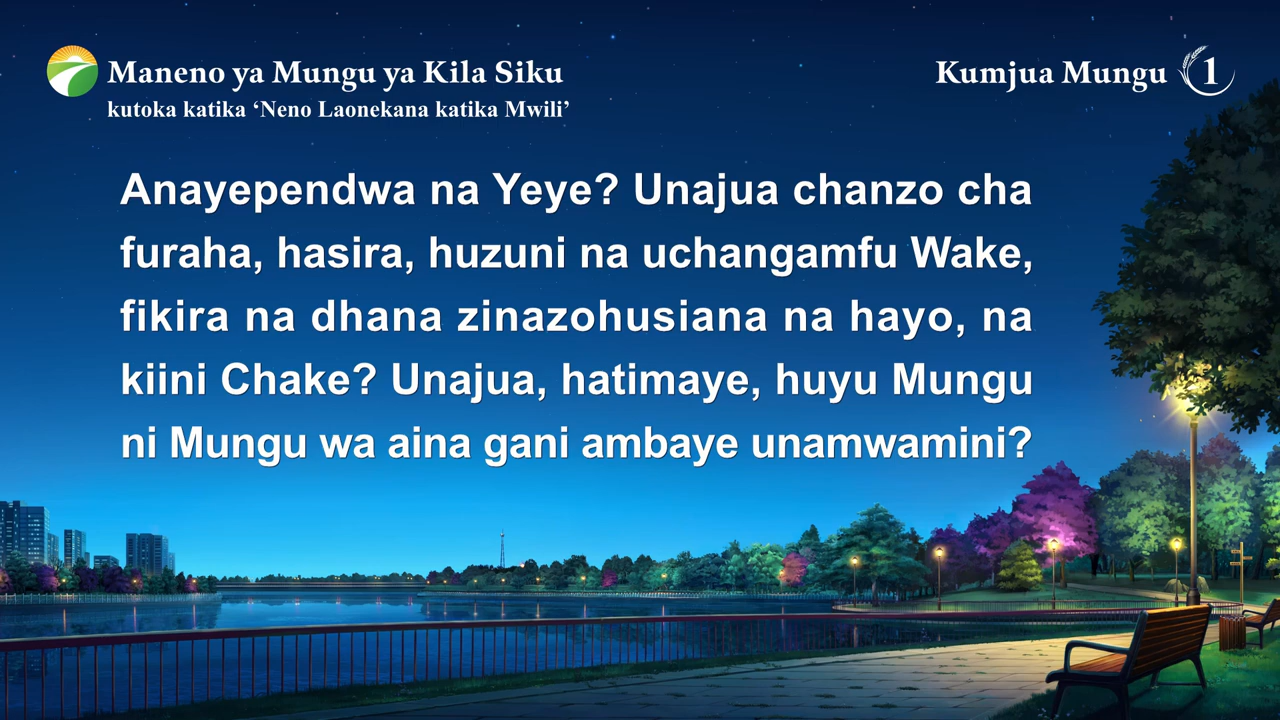 Maneno ya Mungu ya Kila Siku
kutoka katika ‘Neno Laonekana katika Mwili’
Kumjua Mungu 1
Anayependwa na Yeye? Unajua chanzo cha
furaha, hasira, huzuni na uchangamfu Wake,
fikira na dhana zinazohusiana na hayo, na
kiini Chake? Unajua, hatimaye, huyu Mungu
ni Mungu wa aina gani ambaye unamwamini?